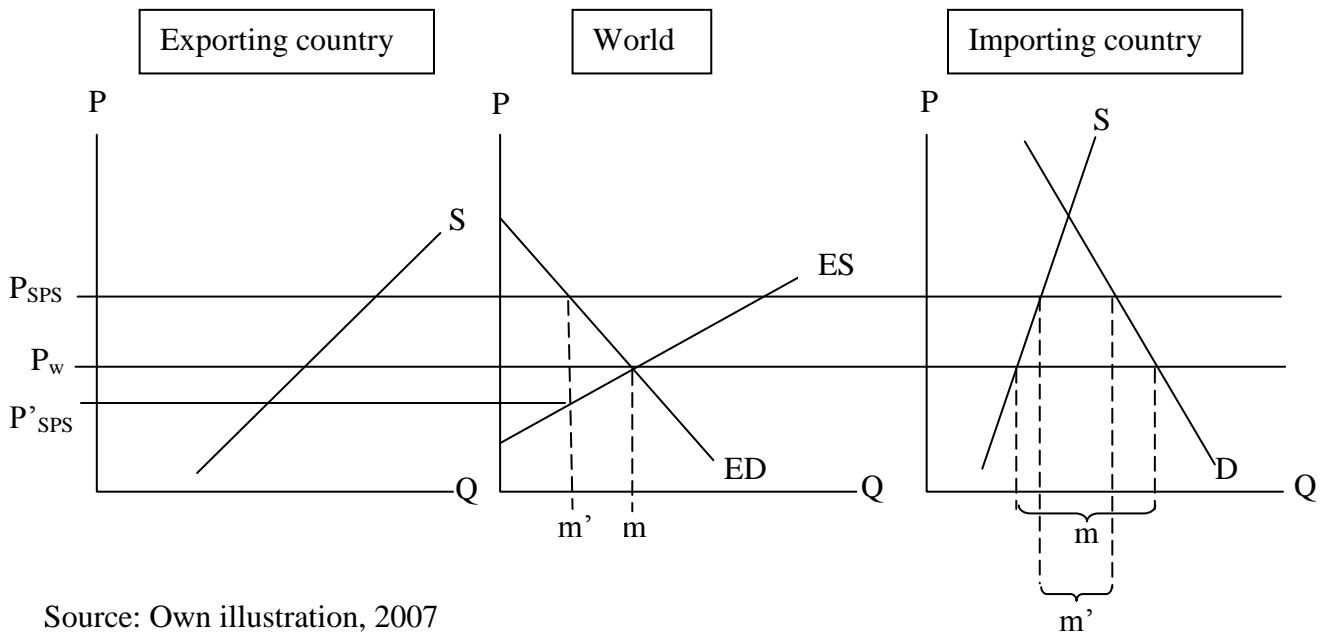 Exporting country
World
Importing country
P
P
P
S
S
ES
P_SPS
P_w
P’_SPS
ED
D
Q
Q
Q
m’
m
m
m’
Source: Own illustration, 2007